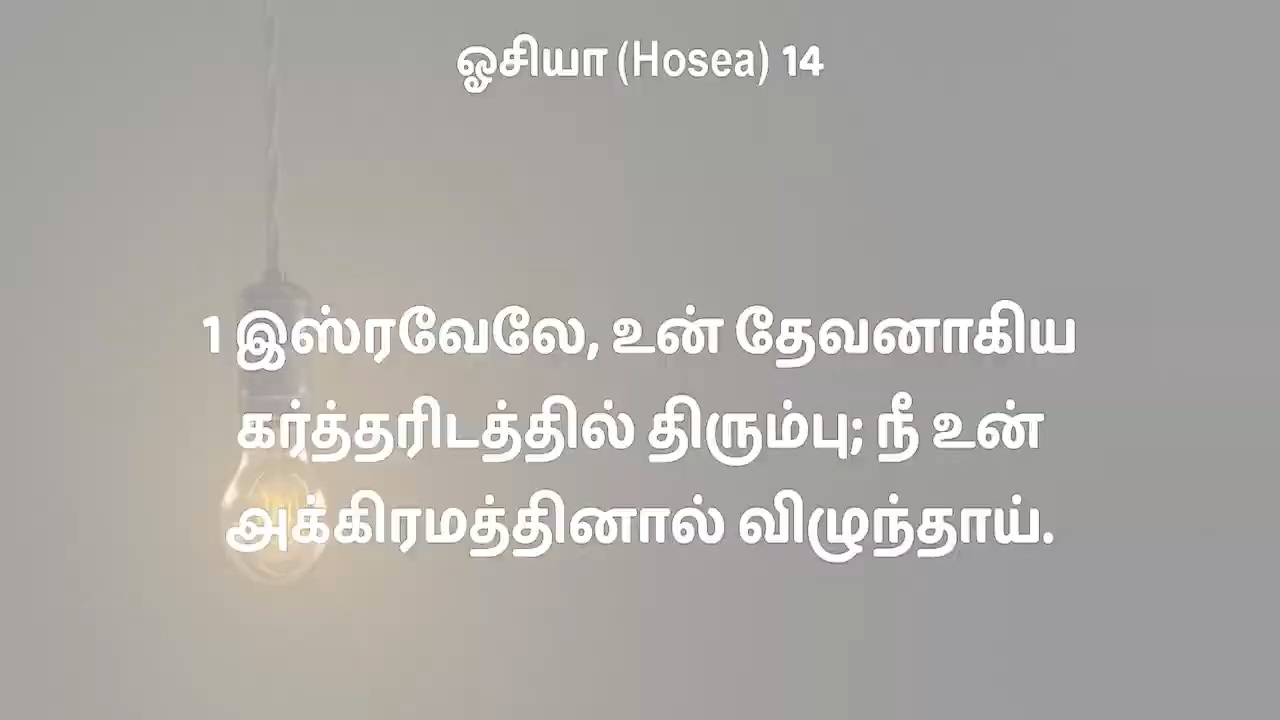 ஓசியா (Hosea) 14
1 இஸ்ரவேலே, உன் தேவனாகிய
கர்த்தரிடத்தில் திரும்பு; நீ உன்
அக்கிரமத்தினால் விழுந்தாய்.